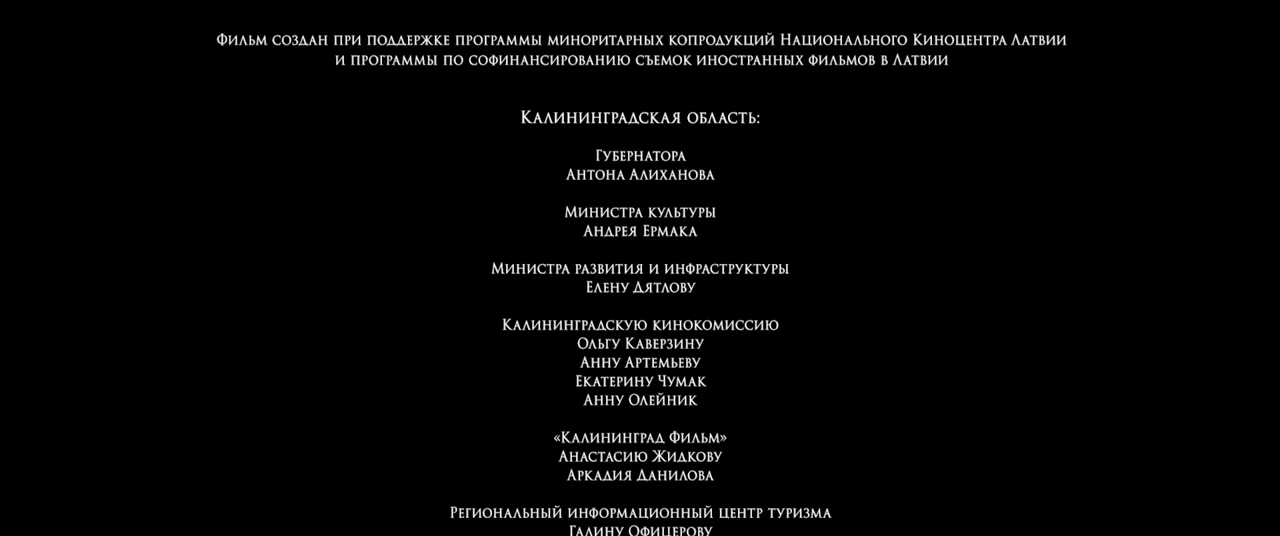 Фильм создан при поддержке программы миноритарных копродукций Национального Киноцентра Латвии
и программы по софинансированию съемок иностранных фильмов в Латвии
Калининградская область:
Губернатора
Антона Алиханова
Министра культуры
Андрея Ермака
Министра развития и инфраструктуры
Елену Дятлову
Калининградскую кинокомиссию
Ольгу Каверзину
Анну Артемьеву
Екатерину Чумак
Анну Олейник
«Калининград Фильм»
Анастасию Жидкову
Аркадия Данилова
Региональный информационный центр туризма
Галину Офицерову